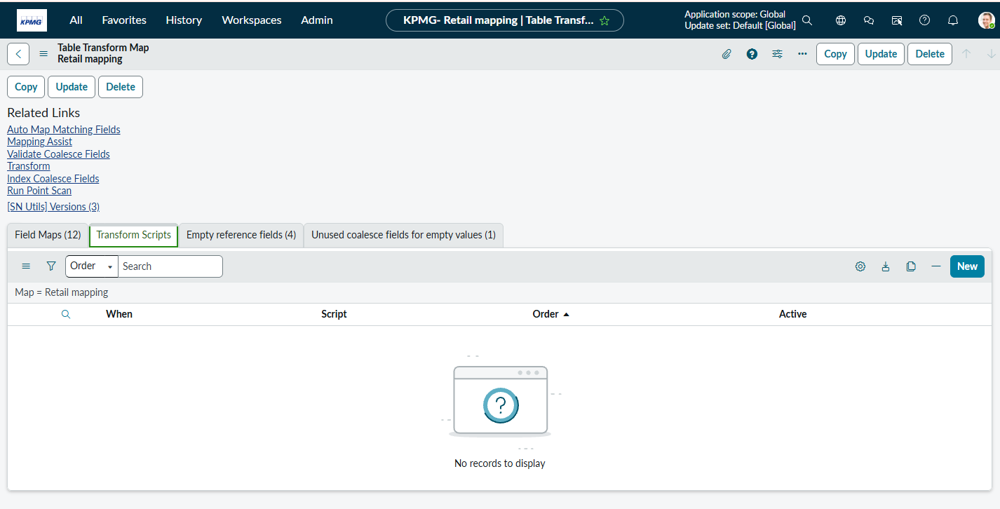 KPMG
All
Favorites
History
Workspaces
Admin
KPMG- Retail mapping | Table Transf...
Application scope: Global
Update set: Default [Global]
Table Transform Map
Retail mapping
Copy
Update
Delete
Copy
Update
Delete
Related Links
Auto Map Matching Fields
Mapping Assist
Validate Coalesce Fields
Transform
Index Coalesce Fields
Run Point Scan
[SN Utils] Versions (3)
Field Maps (12)
Transform Scripts
Empty reference fields (4)
Unused coalesce fields for empty values (1)
Order
Search
New
Map = Retail mapping
When
Script
Order
Active
?
No records to display